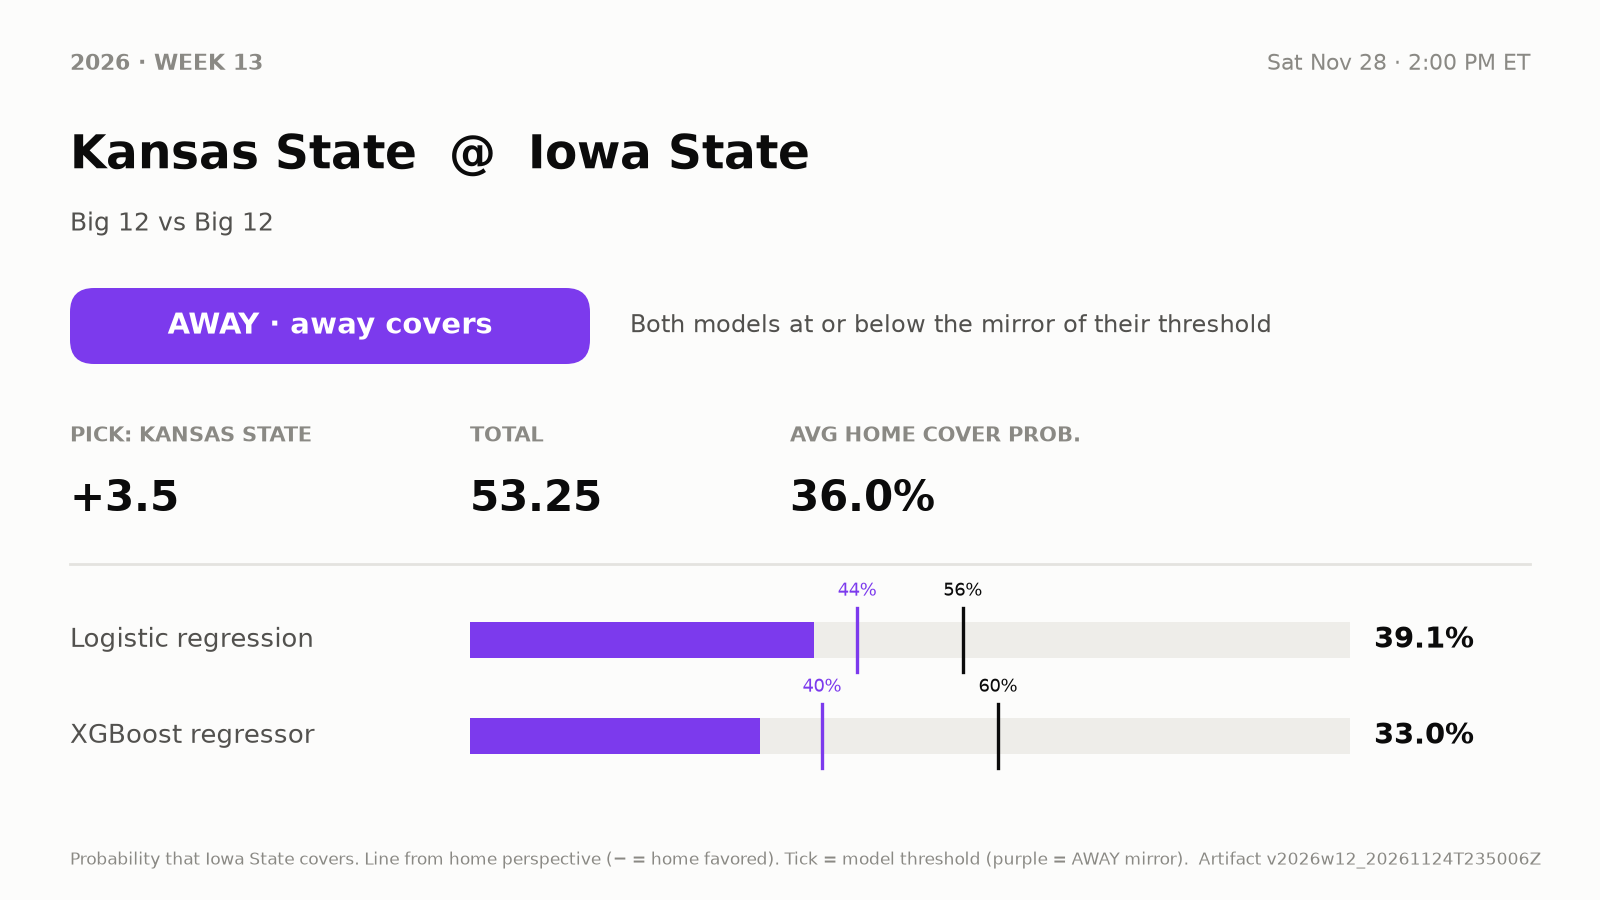 2026 · WEEK 13
Sat Nov 28 · 2:00 PM ET
Kansas State @ Iowa State
Big 12 vs Big 12
AWAY · away covers
Both models at or below the mirror of their threshold
PICK: KANSAS STATE
TOTAL
AVG HOME COVER PROB.
+3.5
53.25
36.0%
44%
56%
Logistic regression
39.1%
40%
60%
XGBoost regressor
33.0%
Probability that Iowa State covers. Line from home perspective (− = home favored). Tick = model threshold (purple = AWAY mirror). Artifact v2026w12_20261124T235006Z